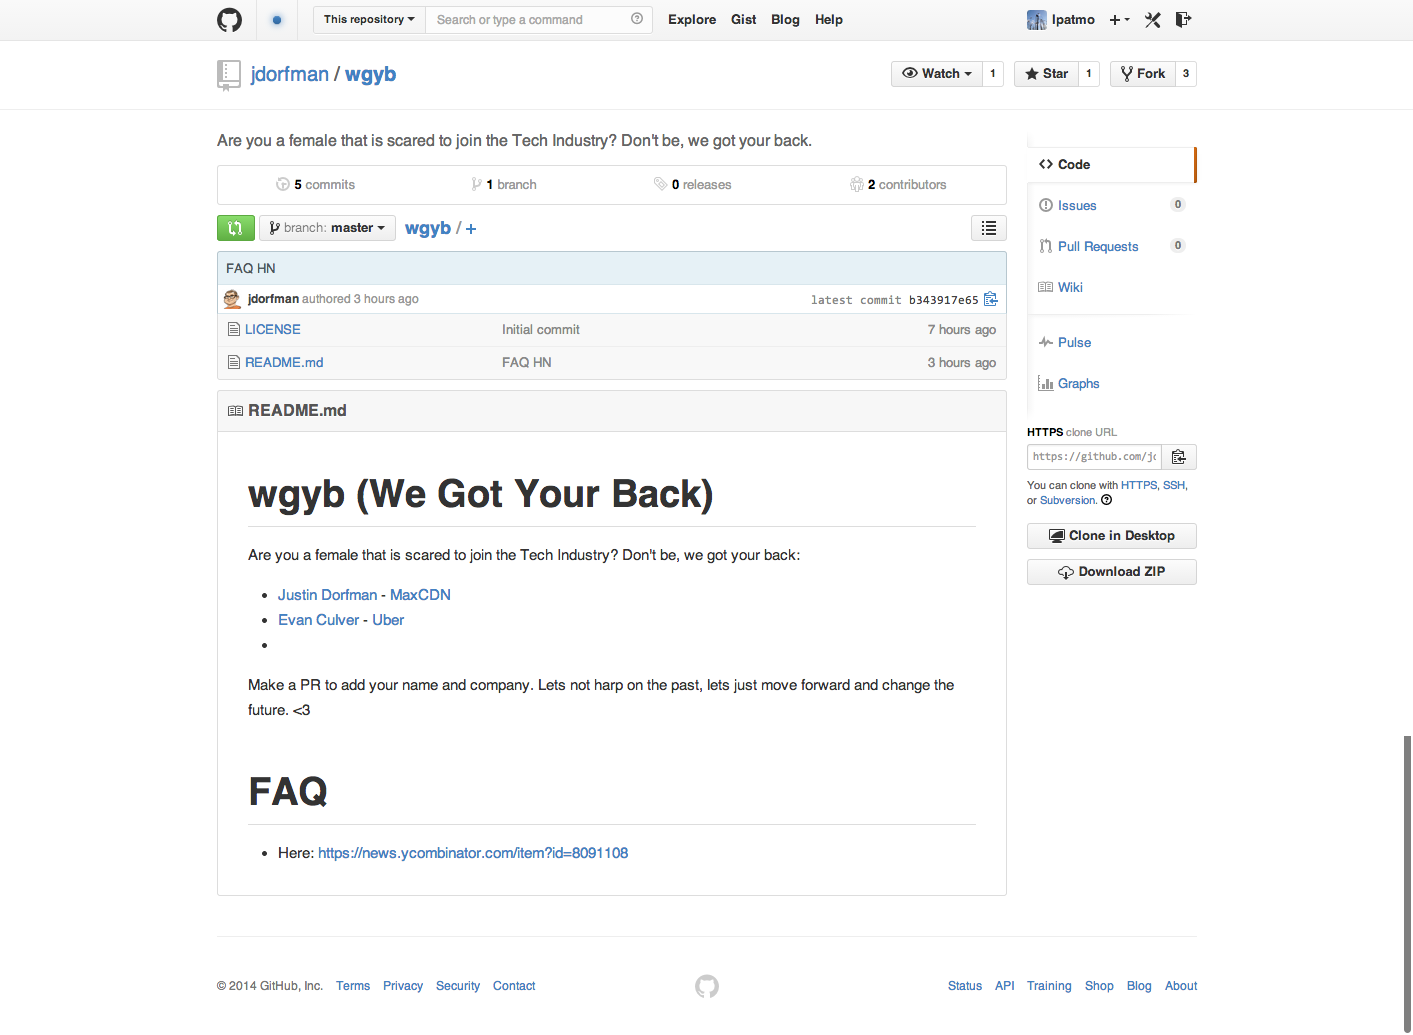 This repository Search or type a command Explore Gist Blog Help lpatmo
jdorfman / wgyb Watch 1 Star 1 Fork 3
Are you a female that is scared to join the Tech Industry? Don't be, we got your back.
5 commits 1 branch 0 releases 2 contributors
branch: master wgyb / +
FAQ HN
jdorfman authored 3 hours ago latest commit b343917e65
LICENSE Initial commit 7 hours ago
README.md FAQ HN 3 hours ago
README.md
wgyb (We Got Your Back)
Are you a female that is scared to join the Tech Industry? Don't be, we got your back:
• Justin Dorfman - MaxCDN
• Evan Culver - Uber
•
Make a PR to add your name and company. Lets not harp on the past, lets just move forward and change the
future. <3
FAQ
• Here: https://news.ycombinator.com/item?id=8091108
Code
Issues 0
Pull Requests 0
Wiki
Pulse
Graphs
HTTPS clone URL
https://github.com/jc
You can clone with HTTPS, SSH,
or Subversion.
Clone in Desktop
Download ZIP
© 2014 GitHub, Inc. Terms Privacy Security Contact Status API Training Shop Blog About